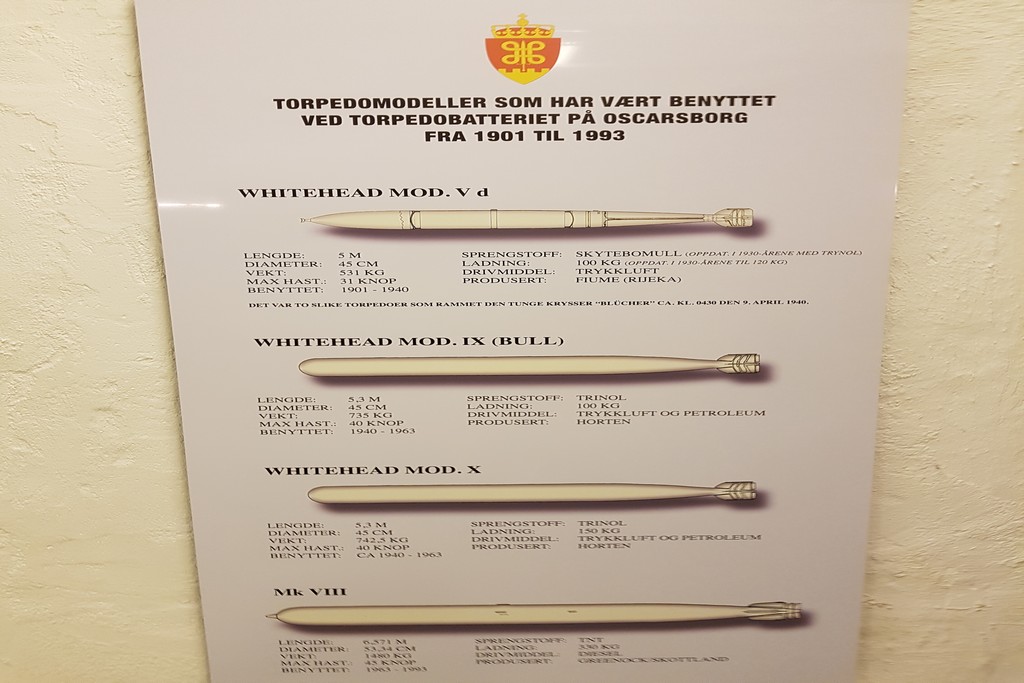 TORPEDOMODELLER SOM HAR VÆRT BENYTTET
VED TORPEDOBATTERIET PÅ OSCARSBORG
FRA 1901 TIL 1993
WHITEHEAD MOD. V d
LENGDE: 5 M
DIAMETER: 45 CM
VEKT: 531 KG
MAX HAST.: 31 KNOP
BENYTTET: 1901 - 1940
SPRENGSTOFF: SKYTEBOMULL (OPPDAT. I 1930-ÅRENE MED TRYNOL)
LADNING: 100 KG (OPPDAT. I 1930-ÅRENE TIL 120 KG)
DRIVMIDDEL: TRYKKLUFT
PRODUSERT: FIUME (RIJEKA)
DET VAR TO SLIKE TORPEDOER SOM RAMMET DEN TUNGE KRYSSER "BLÜCHER" CA. KL. 0430 DEN 9. APRIL 1940.
WHITEHEAD MOD. IX (BULL)
LENGDE: 5,3 M
DIAMETER: 45 CM
VEKT: 735 KG
MAX HAST.: 40 KNOP
BENYTTET: 1940 - 1963
SPRENGSTOFF: TRINOL
LADNING: 100 KG
DRIVMIDDEL: TRYKKLUFT OG PETROLEUM
PRODUSERT: HORTEN
WHITEHEAD MOD. X
LENGDE: 5,3 M
DIAMETER: 45 CM
VEKT: 742,5 KG
MAX HAST.: 40 KNOP
BENYTTET: CA 1940 - 1963
SPRENGSTOFF: TRINOL
LADNING: 150 KG
DRIVMIDDEL: TRYKKLUFT OG PETROLEUM
PRODUSERT: HORTEN
Mk VIII
LENGDE: 6,571 M
DIAMETER: 53,34 CM
VEKT: 1480 KG
MAX HAST.: 45 KNOP
BENYTTET: 1963 - 1993
SPRENGSTOFF: TNT
LADNING: 330 KG
DRIVMIDDEL: DIESEL
PRODUSERT: GREENOCK/SKOTTLAND